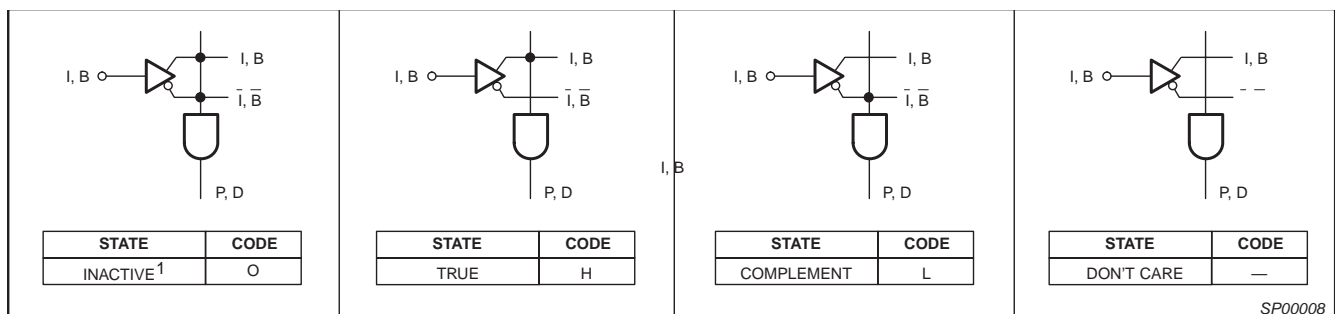 I, B
I, B
I̅, B̅
P, D
STATE CODE
INACTIVE1 O
I, B
I, B
I̅, B̅
P, D
STATE CODE
TRUE H
I, B
I, B
I, B
I̅, B̅
P, D
STATE CODE
COMPLEMENT L
I, B
I, B
P, D
STATE CODE
DON'T CARE —
SP00008